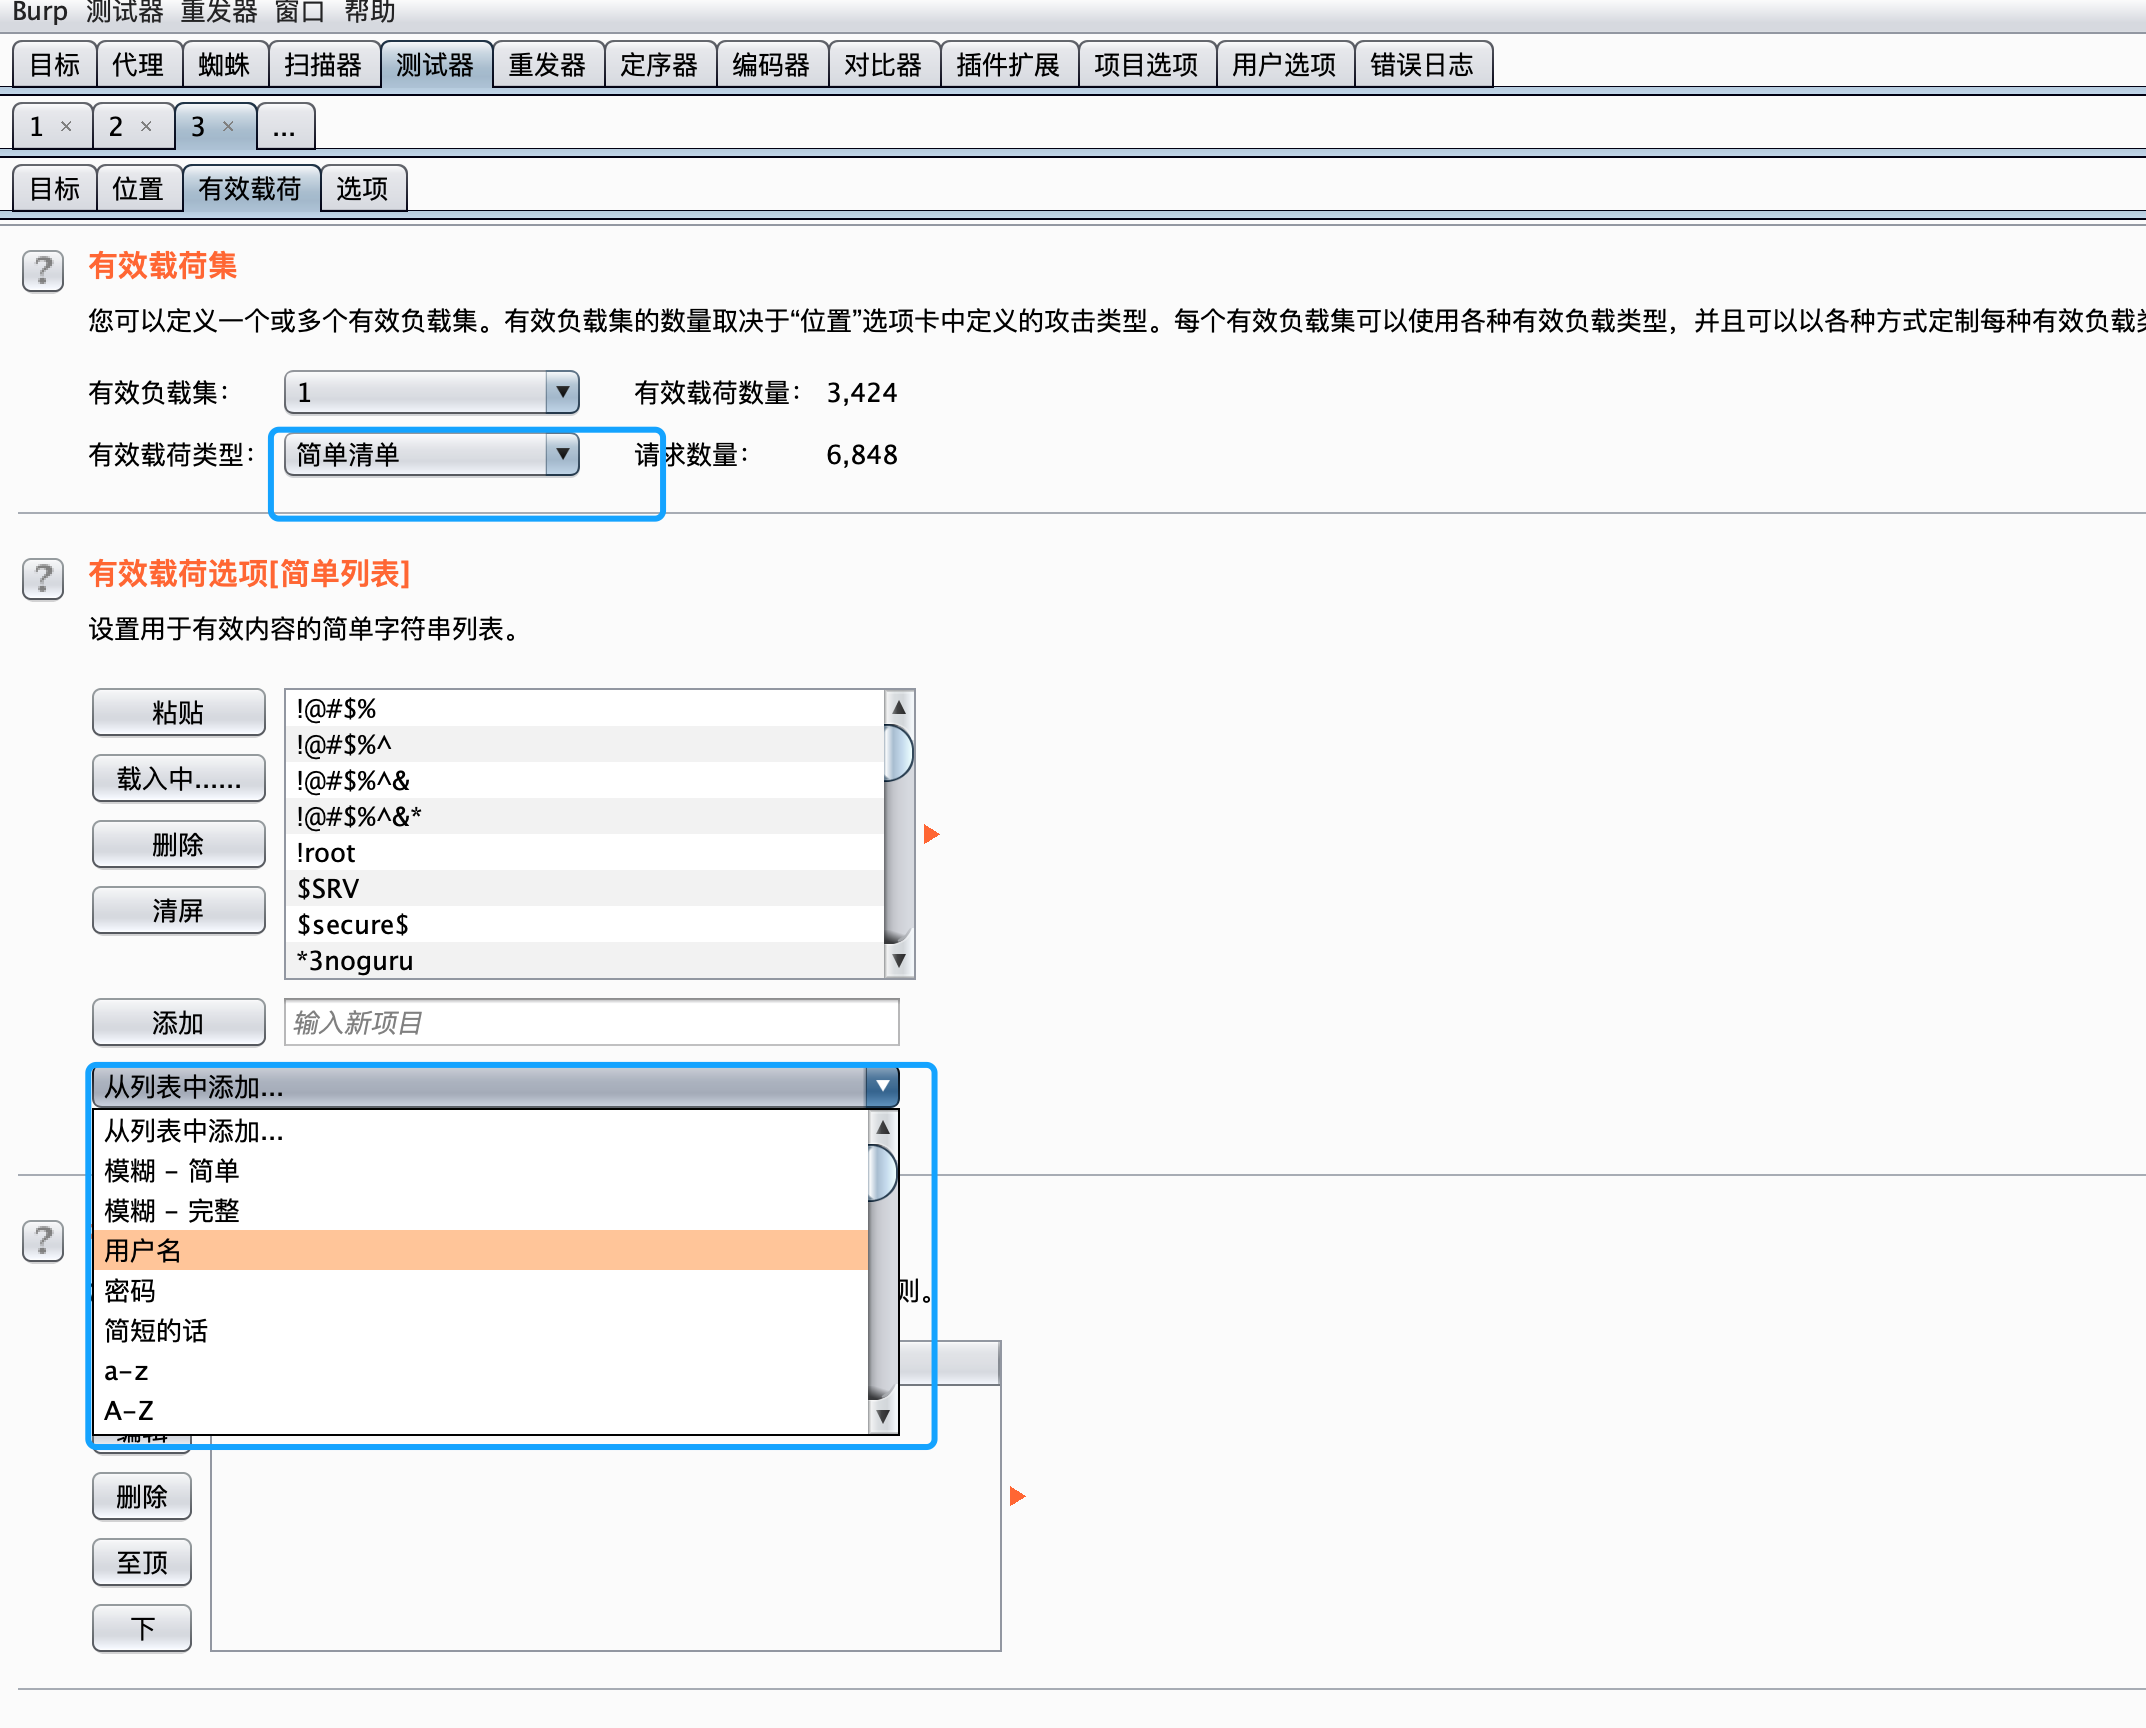 Burp 测试器 重发器 窗口 帮助
目标 代理 蜘蛛 扫描器 测试器 重发器 定序器 编码器 对比器 插件扩展 项目选项 用户选项 错误日志
1 × 2 × 3 × ...
目标 位置 有效载荷 选项
? 有效载荷集
您可以定义一个或多个有效负载集。有效负载集的数量取决于“位置”选项卡中定义的攻击类型。每个有效负载集可以使用各种有效负载类型，并且可以以各种方式定制每种有效负载
有效负载集： 1 有效载荷数量： 3,424
有效载荷类型： 简单清单 请求数量： 6,848
? 有效载荷选项[简单列表]
设置用于有效内容的简单字符串列表。
粘贴
载入中......
删除
清屏
!@#$%
!@#$%^
!@#$%^&
!@#$%^&*
!root
$SRV
$secure$
*3noguru
添加 输入新项目
从列表中添加...
从列表中添加...
模糊 – 简单
模糊 – 完整
用户名
密码
简短的话
a–z
A–Z
?
则。
编辑
删除
至顶
下